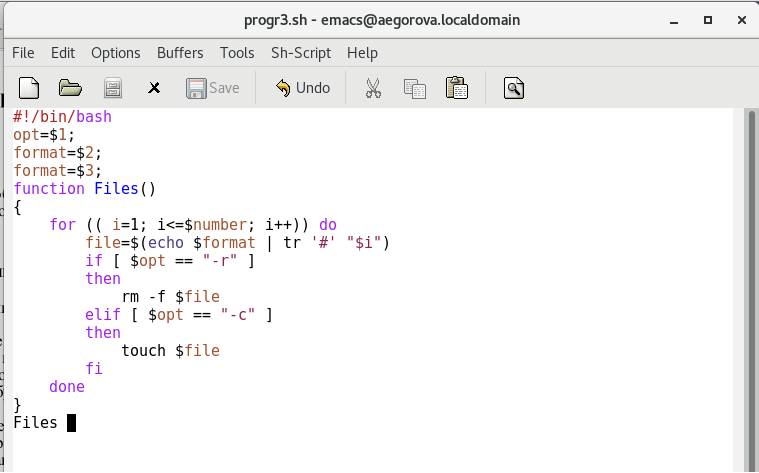 progr3.sh - emacs@aegorova.localdomain
File Edit Options Buffers Tools Sh-Script Help
Save Undo
#!/bin/bash
opt=$1;
format=$2;
format=$3;
function Files()
{
    for (( i=1; i<=$number; i++)) do
        file=$(echo $format | tr '#' "$i")
        if [ $opt == "-r" ]
        then
            rm -f $file
        elif [ $opt == "-c" ]
        then
            touch $file
        fi
    done
}
Files